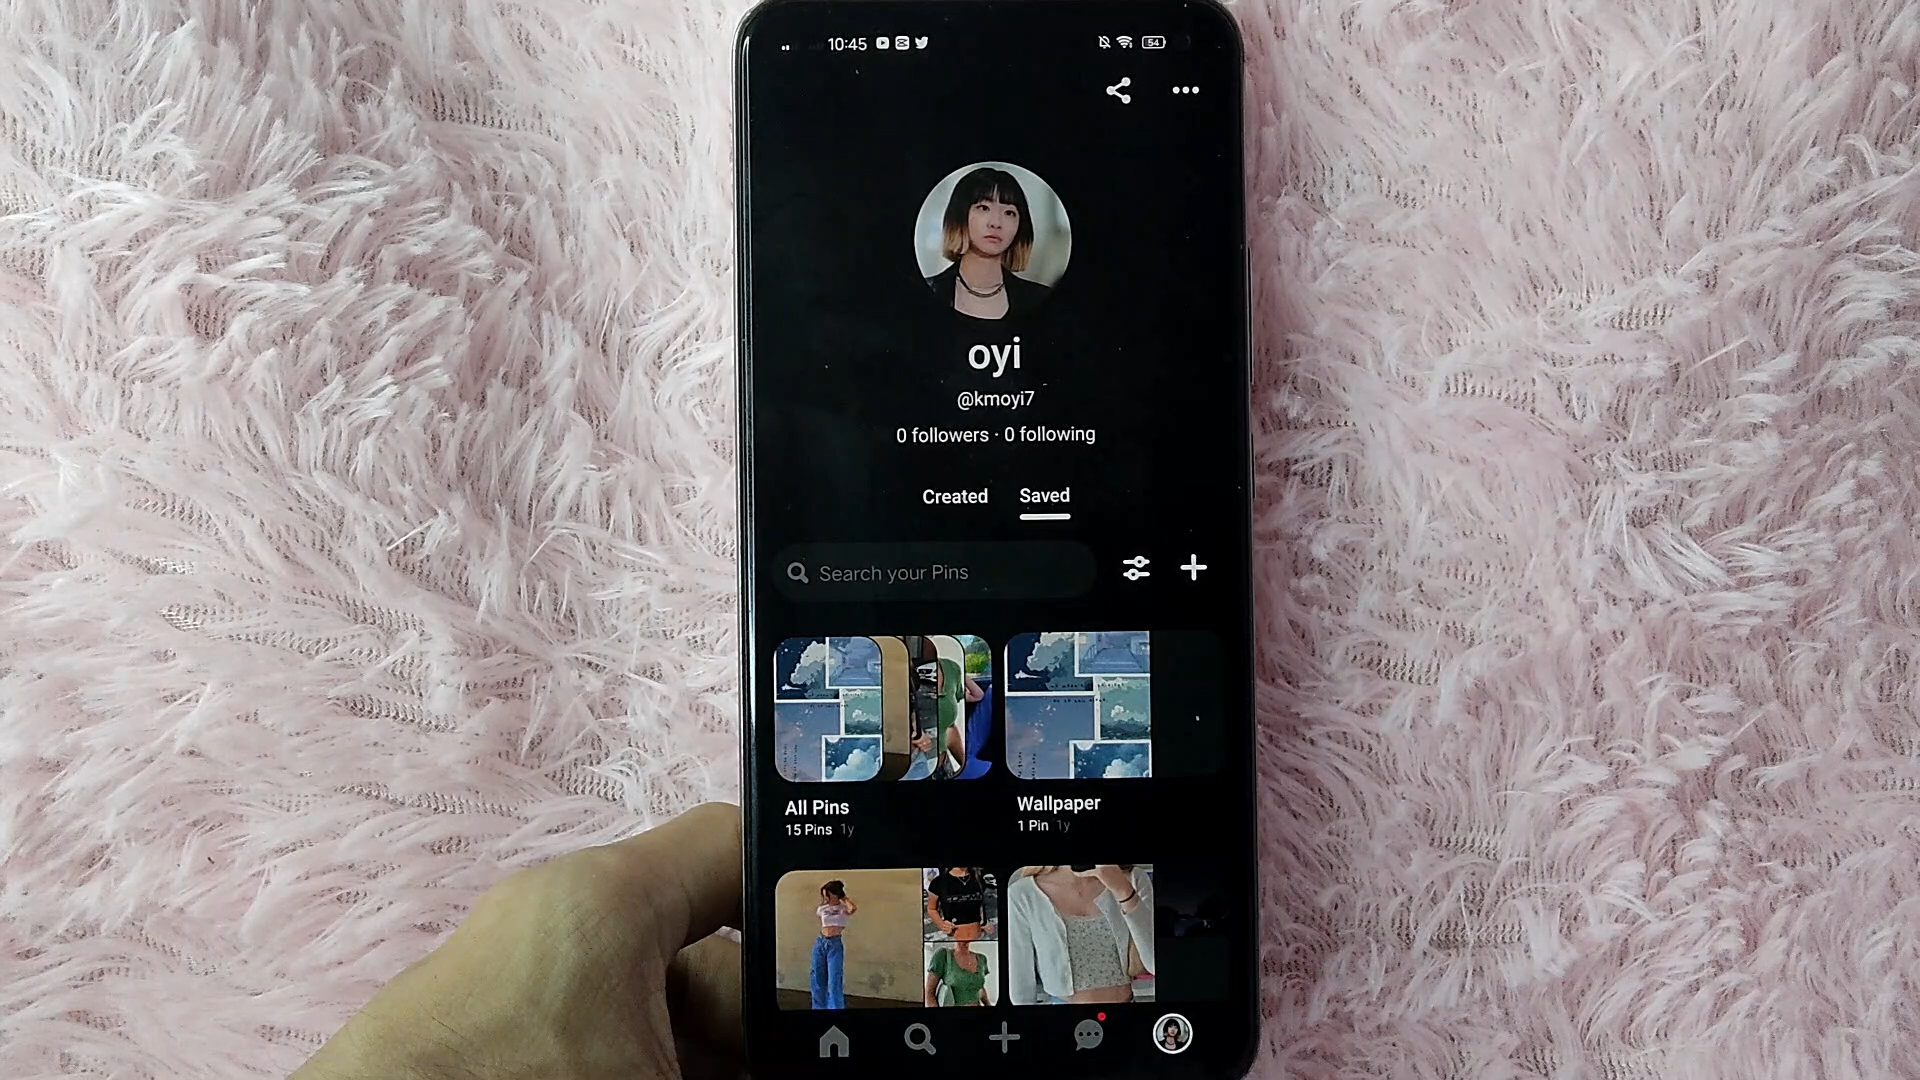 10:45
54
oyi
@kmoyi7
0 followers · 0 following
Created Saved
Search your Pins
All Pins
15 Pins 1y
Wallpaper
1 Pin 1y